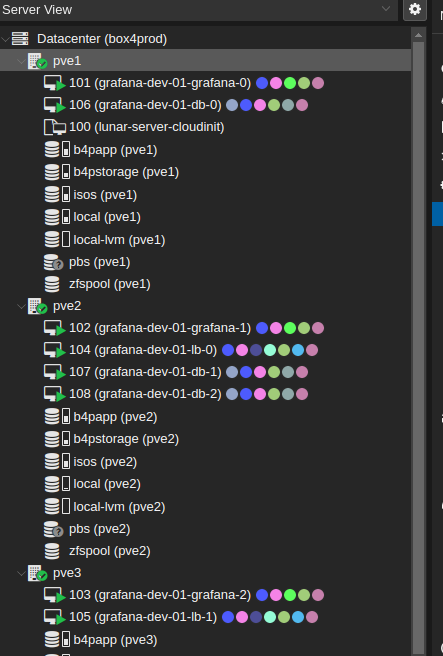 Server View
Datacenter (box4prod)
pve1
101 (grafana-dev-01-grafana-0)
106 (grafana-dev-01-db-0)
100 (lunar-server-cloudinit)
b4papp (pve1)
b4pstorage (pve1)
isos (pve1)
local (pve1)
local-lvm (pve1)
pbs (pve1)
zfspool (pve1)
pve2
102 (grafana-dev-01-grafana-1)
104 (grafana-dev-01-lb-0)
107 (grafana-dev-01-db-1)
108 (grafana-dev-01-db-2)
b4papp (pve2)
b4pstorage (pve2)
isos (pve2)
local (pve2)
local-lvm (pve2)
pbs (pve2)
zfspool (pve2)
pve3
103 (grafana-dev-01-grafana-2)
105 (grafana-dev-01-lb-1)
b4papp (pve3)